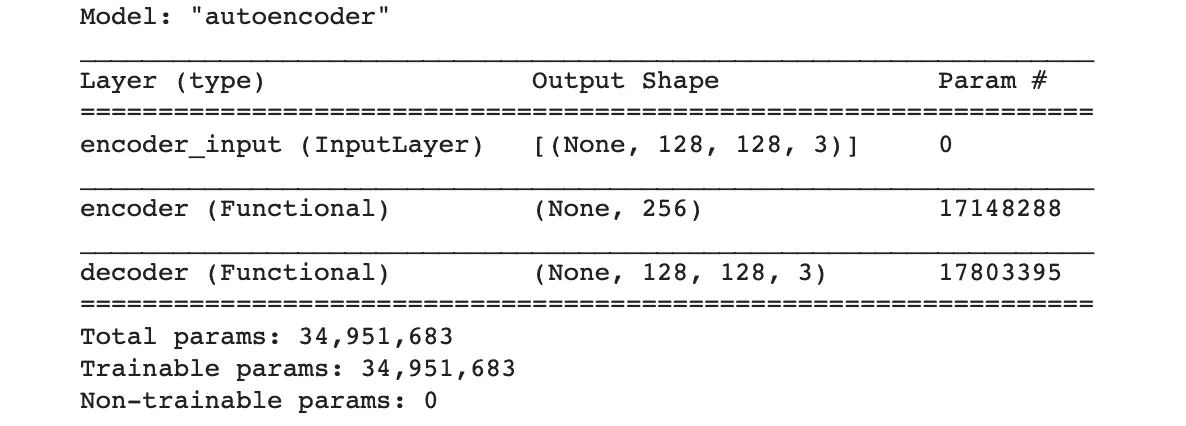 Model: "autoencoder"
Layer (type) Output Shape Param #
encoder_input (InputLayer) [(None, 128, 128, 3)] 0
encoder (Functional) (None, 256) 17148288
decoder (Functional) (None, 128, 128, 3) 17803395
Total params: 34,951,683
Trainable params: 34,951,683
Non-trainable params: 0